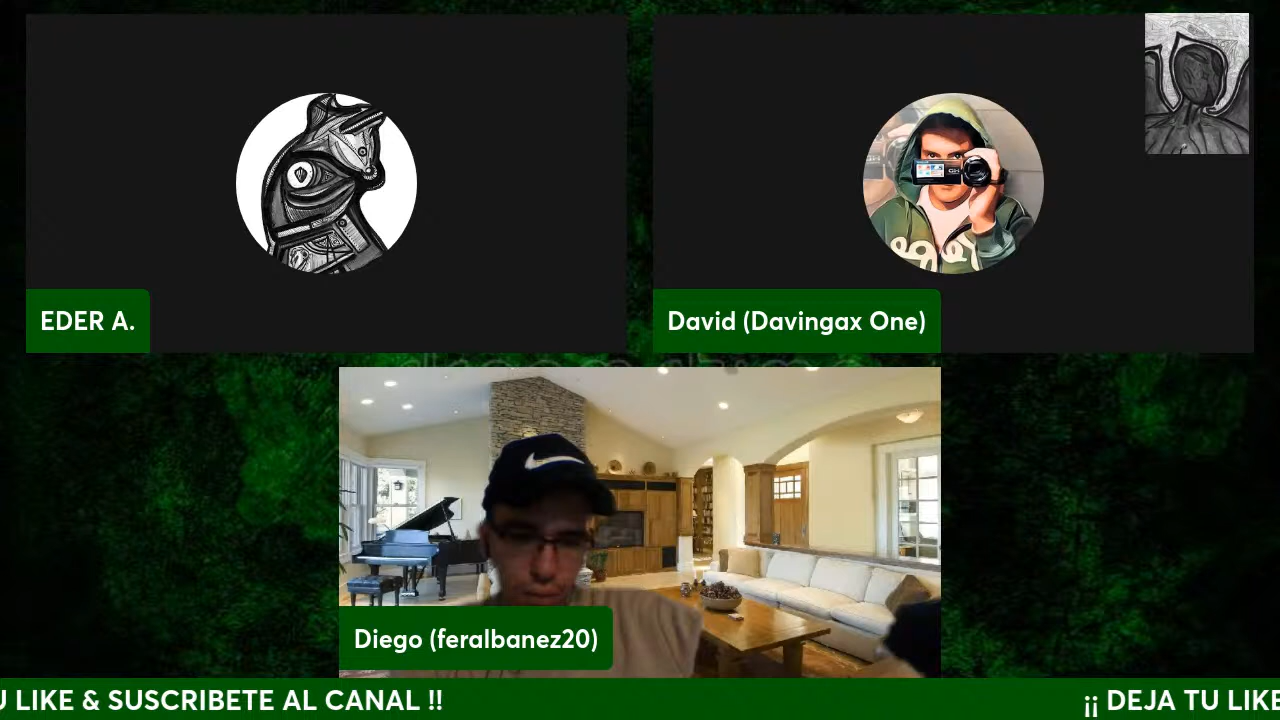 EDER A.
David (Davingax One)
Diego (feralbanez20)
U LIKE & SUSCRIBETE AL CANAL !!
¡¡ DEJA TU LIKE